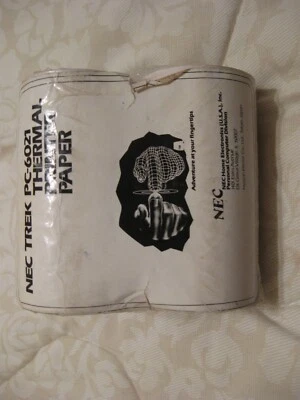 NEC TREK PC-6021
THERMAL
PRINTER
PAPER
Adventure at your fingertips
NEC
NEC Home Electronics (U.S.A.), Inc.
Personal Computer Division